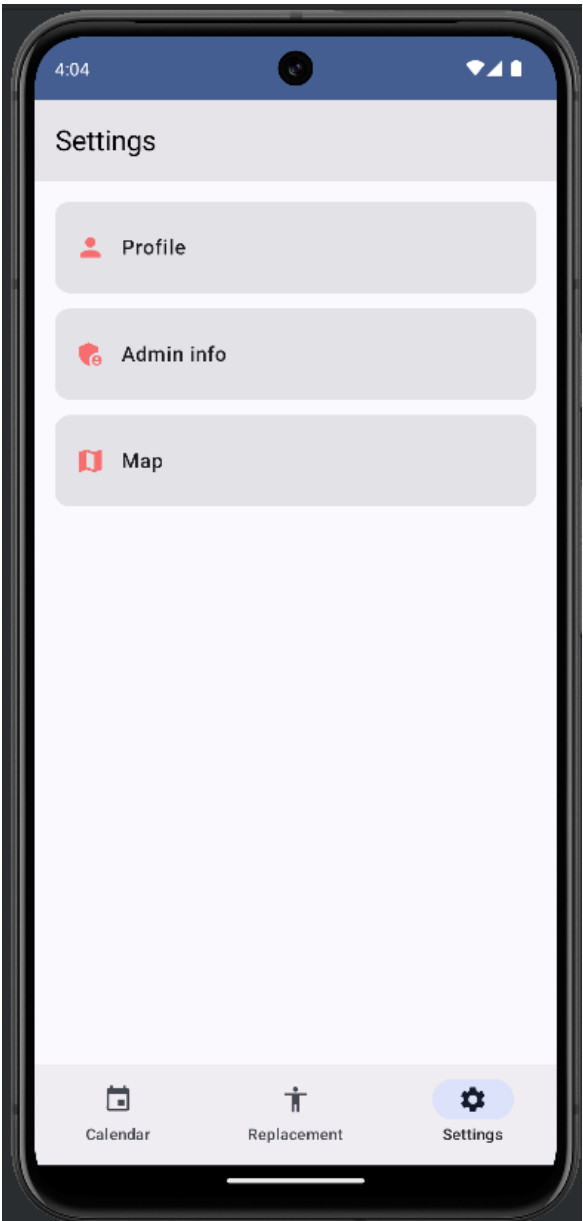 4:04
Settings
Profile
Admin info
Map
Calendar
Replacement
Settings